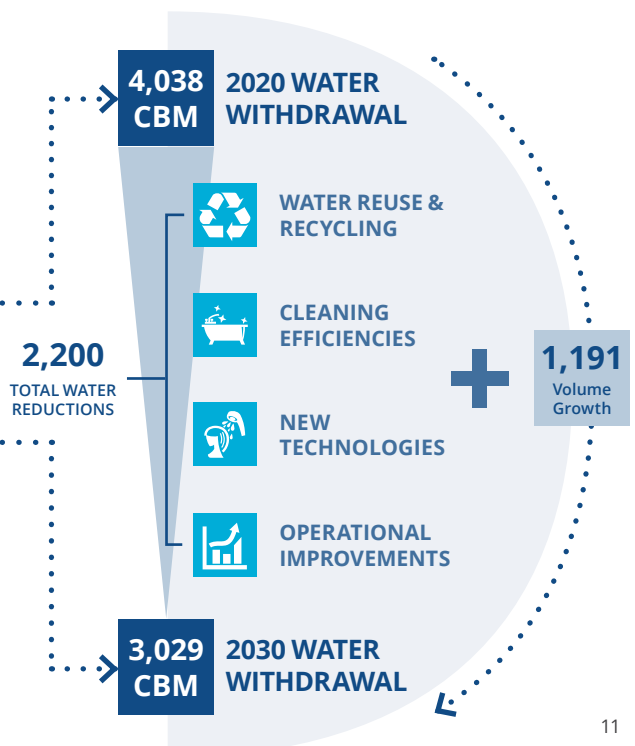 4,038
CBM
2020 WATER
WITHDRAWAL
WATER REUSE &
RECYCLING
CLEANING
EFFICIENCIES
2,200
TOTAL WATER
REDUCTIONS
1,191
Volume
Growth
NEW
TECHNOLOGIES
OPERATIONAL
IMPROVEMENTS
3,029
CBM
2030 WATER
WITHDRAWAL
11